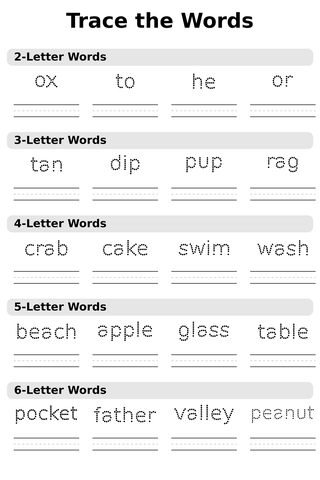 Trace the Words
2-Letter Words
ox to he or
3-Letter Words
tan dip pup rag
4-Letter Words
crab cake swim wash
5-Letter Words
beach apple glass table
6-Letter Words
pocket father valley peanut